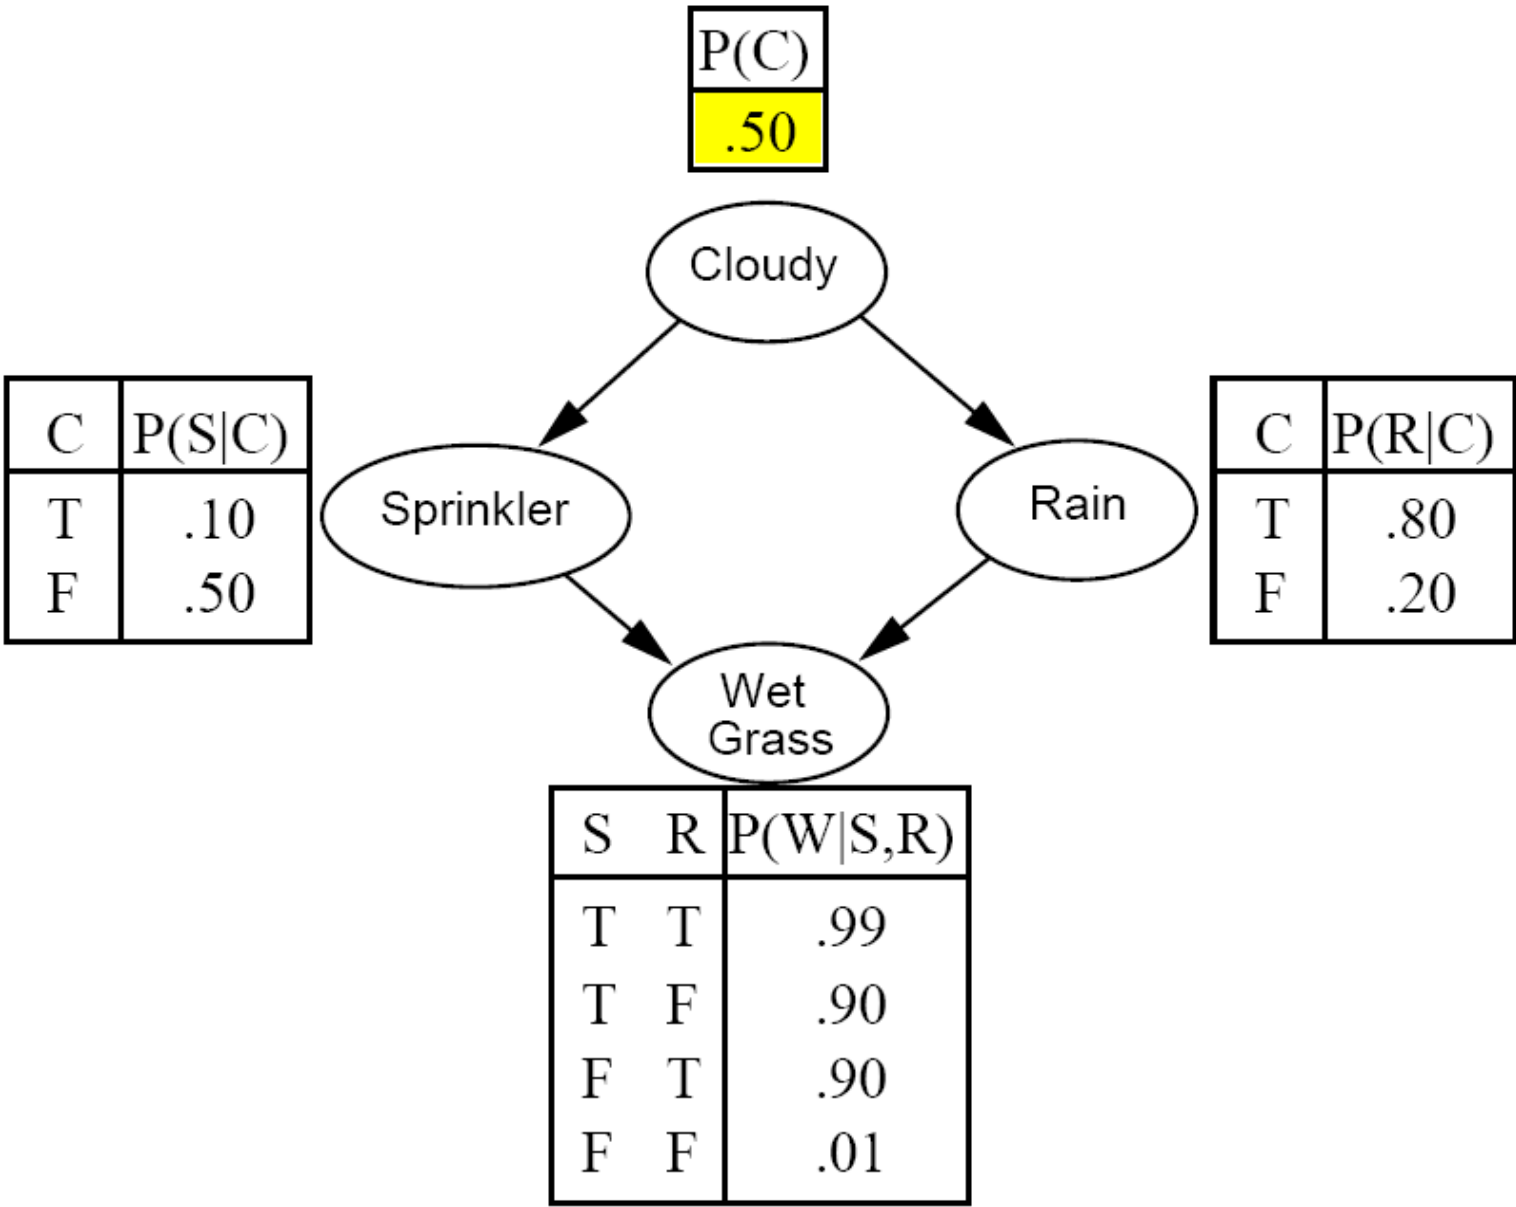 P(C)
.50
Cloudy
C P(S|C)
T .10
F .50
Sprinkler
Rain
C P(R|C)
T .80
F .20
Wet
Grass
S R P(W|S,R)
T T .99
T F .90
F T .90
F F .01